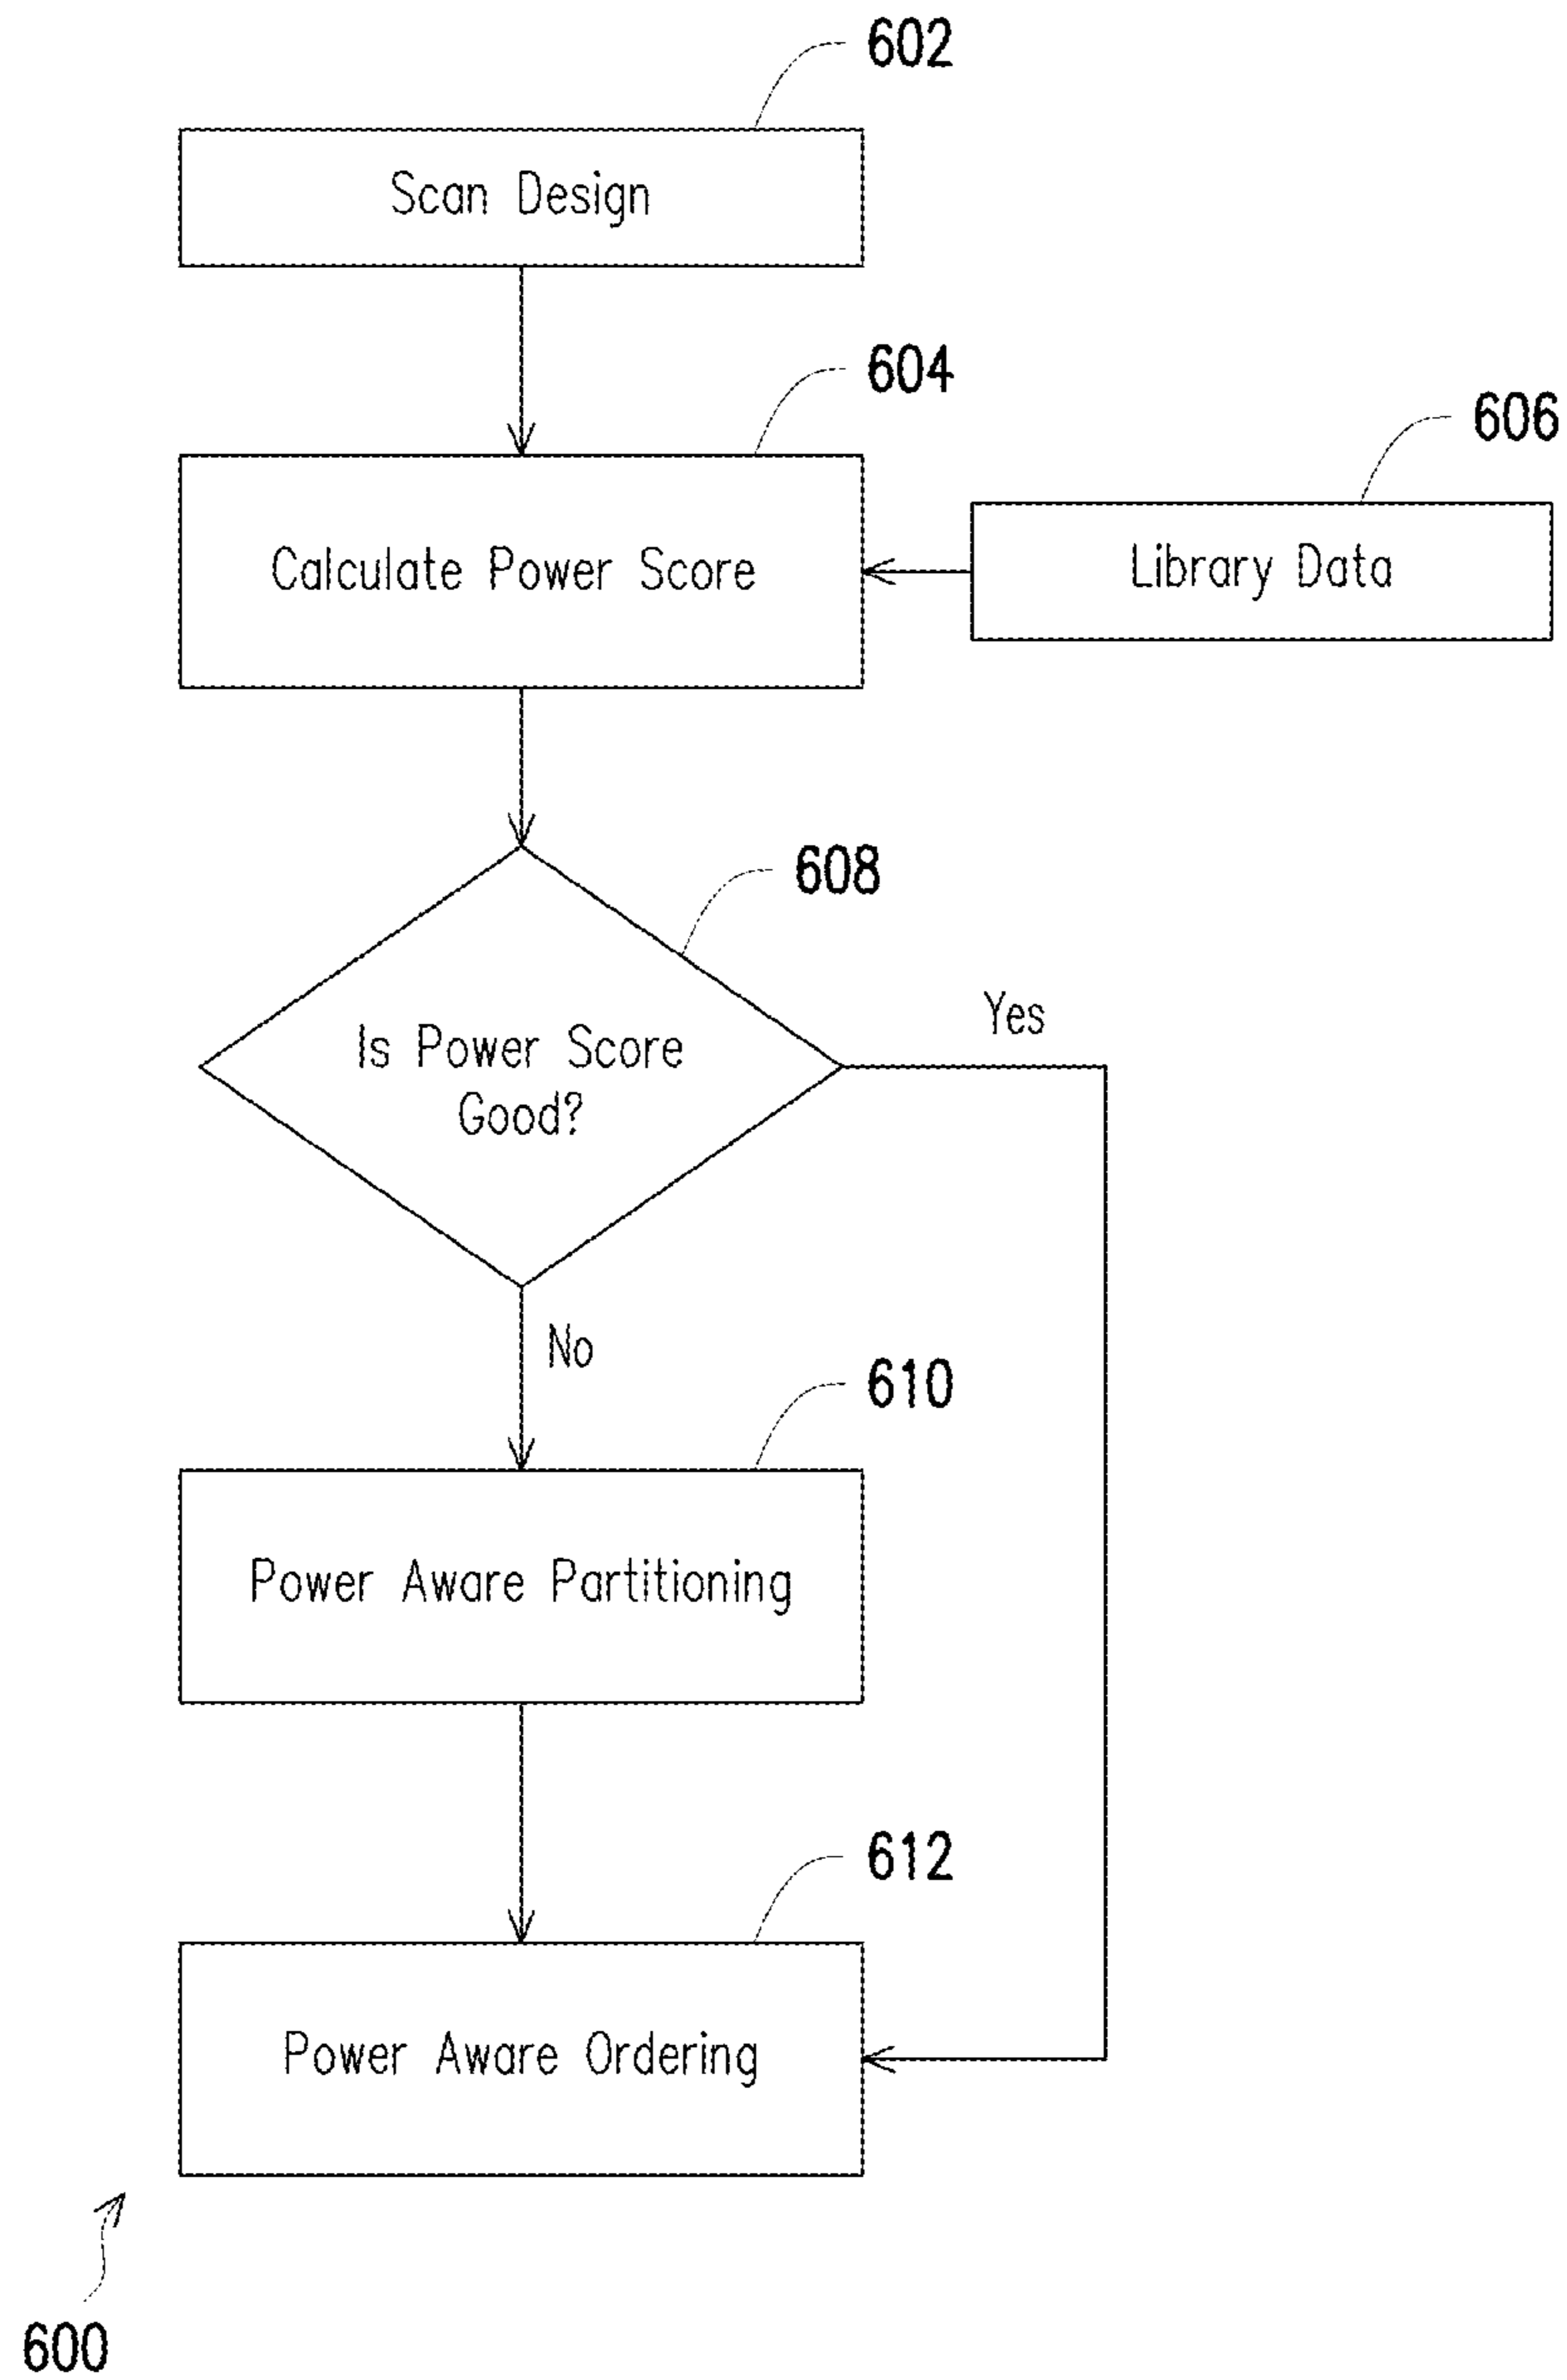 602
Scan Design
604
606
Calculate Power Score
Library Data
608
Yes
Is Power Score
Good?
No
610
Power Aware Partitioning
612
Power Aware Ordering
600